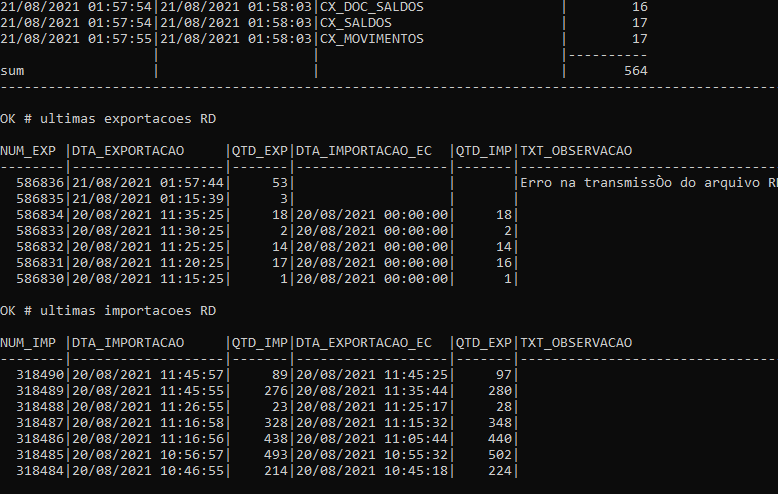 21/08/2021 01:57:54|21/08/2021 01:58:03|CX_DOC_SALDOS | 16
21/08/2021 01:57:54|21/08/2021 01:58:03|CX_SALDOS | 17
21/08/2021 01:57:55|21/08/2021 01:58:03|CX_MOVIMENTOS | 17
| | |----------
sum | | | 564
-------------------------------------------------------------------------------------------------
OK # ultimas exportacoes RD
NUM_EXP |DTA_EXPORTACAO |QTD_EXP|DTA_IMPORTACAO_EC |QTD_IMP|TXT_OBSERVACAO
--------|-------------------|-------|-------------------|-------|--------------------------------
586836|21/08/2021 01:57:44| 53| | |Erro na transmissÒo do arquivo R
586835|21/08/2021 01:15:39| 3| | |
586834|20/08/2021 11:35:25| 18|20/08/2021 00:00:00| 18|
586833|20/08/2021 11:30:25| 2|20/08/2021 00:00:00| 2|
586832|20/08/2021 11:25:25| 14|20/08/2021 00:00:00| 14|
586831|20/08/2021 11:20:25| 17|20/08/2021 00:00:00| 16|
586830|20/08/2021 11:15:25| 1|20/08/2021 00:00:00| 1|
OK # ultimas importacoes RD
NUM_IMP |DTA_IMPORTACAO |QTD_IMP|DTA_EXPORTACAO_EC |QTD_EXP|TXT_OBSERVACAO
--------|-------------------|-------|-------------------|-------|--------------------------------
318490|20/08/2021 11:45:57| 89|20/08/2021 11:45:25| 97|
318489|20/08/2021 11:45:55| 276|20/08/2021 11:35:44| 280|
318488|20/08/2021 11:26:55| 23|20/08/2021 11:25:17| 28|
318487|20/08/2021 11:16:58| 328|20/08/2021 11:15:32| 348|
318486|20/08/2021 11:16:56| 438|20/08/2021 11:05:44| 440|
318485|20/08/2021 10:56:57| 493|20/08/2021 10:55:32| 502|
318484|20/08/2021 10:46:55| 214|20/08/2021 10:45:18| 224|